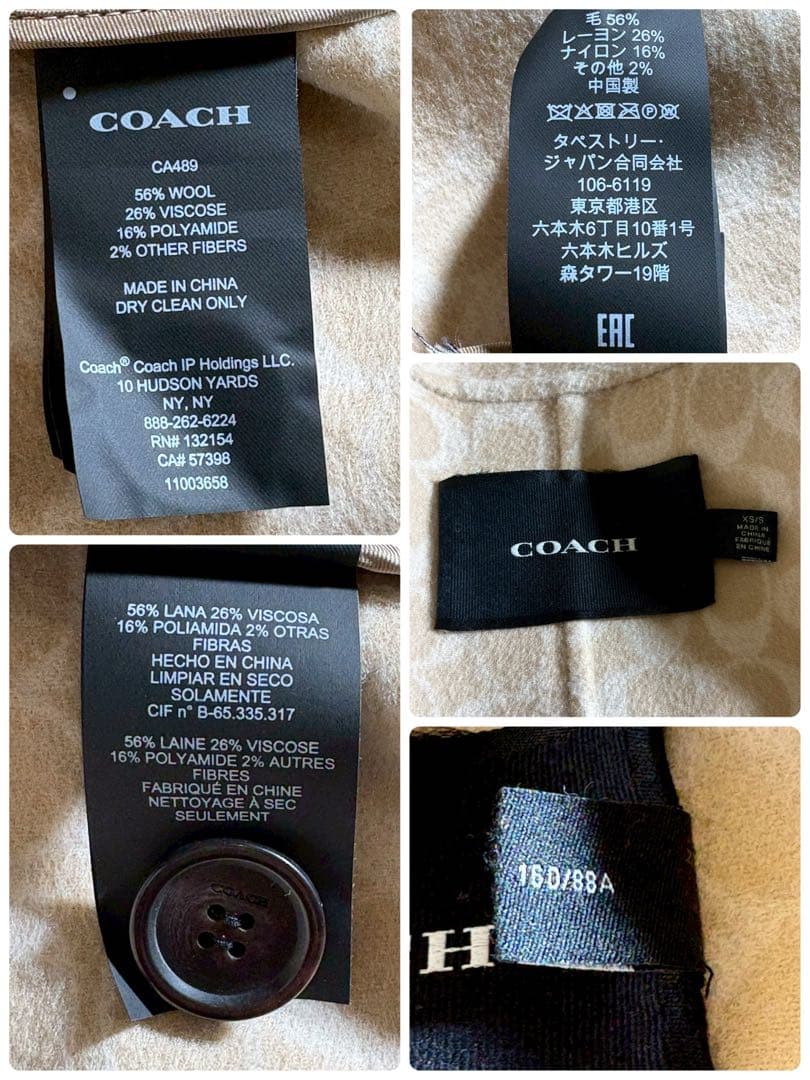 COACH
CA489
56% WOOL
26% VISCOSE
16% POLYAMIDE
2% OTHER FIBERS
MADE IN CHINA
DRY CLEAN ONLY
Coach® Coach IP Holdings LLC.
10 HUDSON YARDS
NY, NY
888-262-6224
RN# 132154
CA# 57398
11003658
毛 56%
レーヨン 26%
ナイロン 16%
その他 2%
中国製
タペストリー・
ジャパン合同会社
106-6119
東京都港区
六本木6丁目10番1号
六本木ヒルズ
森タワー19階
EAC
COACH
XS/S
MADE IN
CHINA
FABRIQUÉ
EN CHINE
56% LANA 26% VISCOSA
16% POLIAMIDA 2% OTRAS
FIBRAS
HECHO EN CHINA
LIMPIAR EN SECO
SOLAMENTE
CIF n° B-65.335.317
56% LAINE 26% VISCOSE
16% POLYAMIDE 2% AUTRES
FIBRES
FABRIQUÉ EN CHINE
NETTOYAGE À SEC
SEULEMENT
COACH
160/88A
H